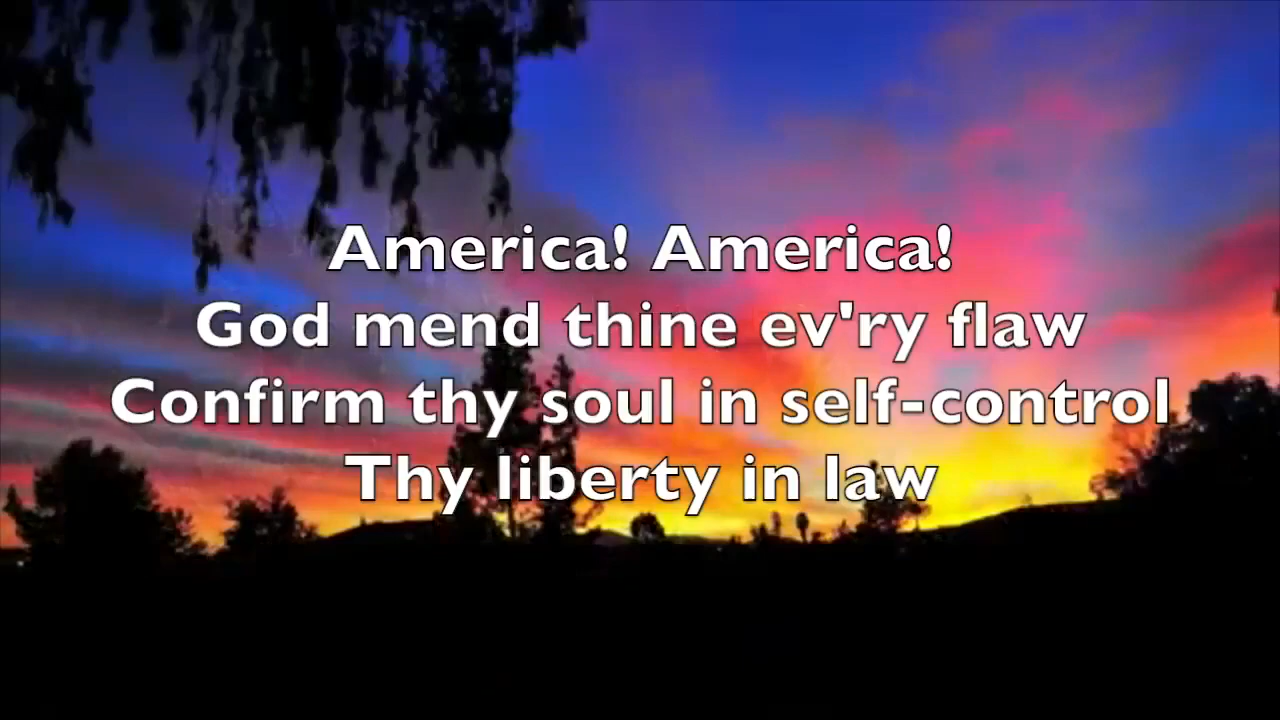 America! America!
God mend thine ev'ry flaw
Confirm thy soul in self-control
Thy liberty in law